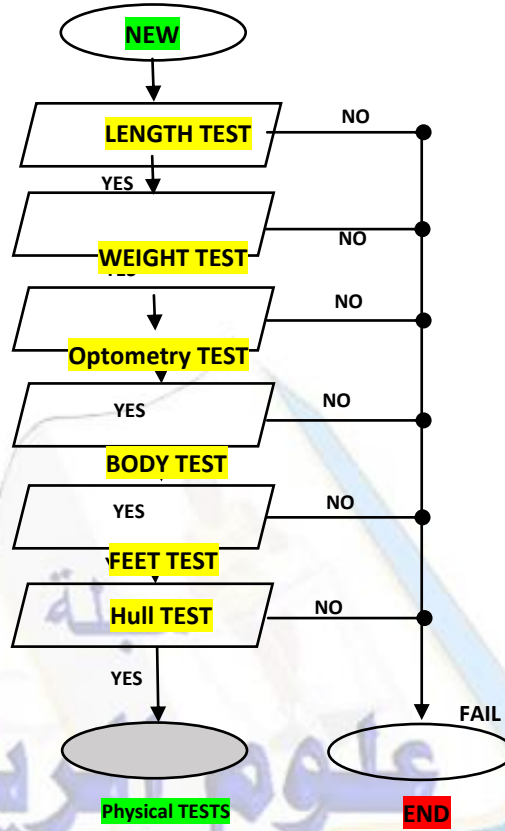 NEW
LENGTH TEST
NO
YES
WEIGHT TEST
NO
YES
Optometry TEST
NO
YES
NO
BODY TEST
YES
NO
FEET TEST
Hull TEST
NO
YES
FAIL
Physical TESTS
END